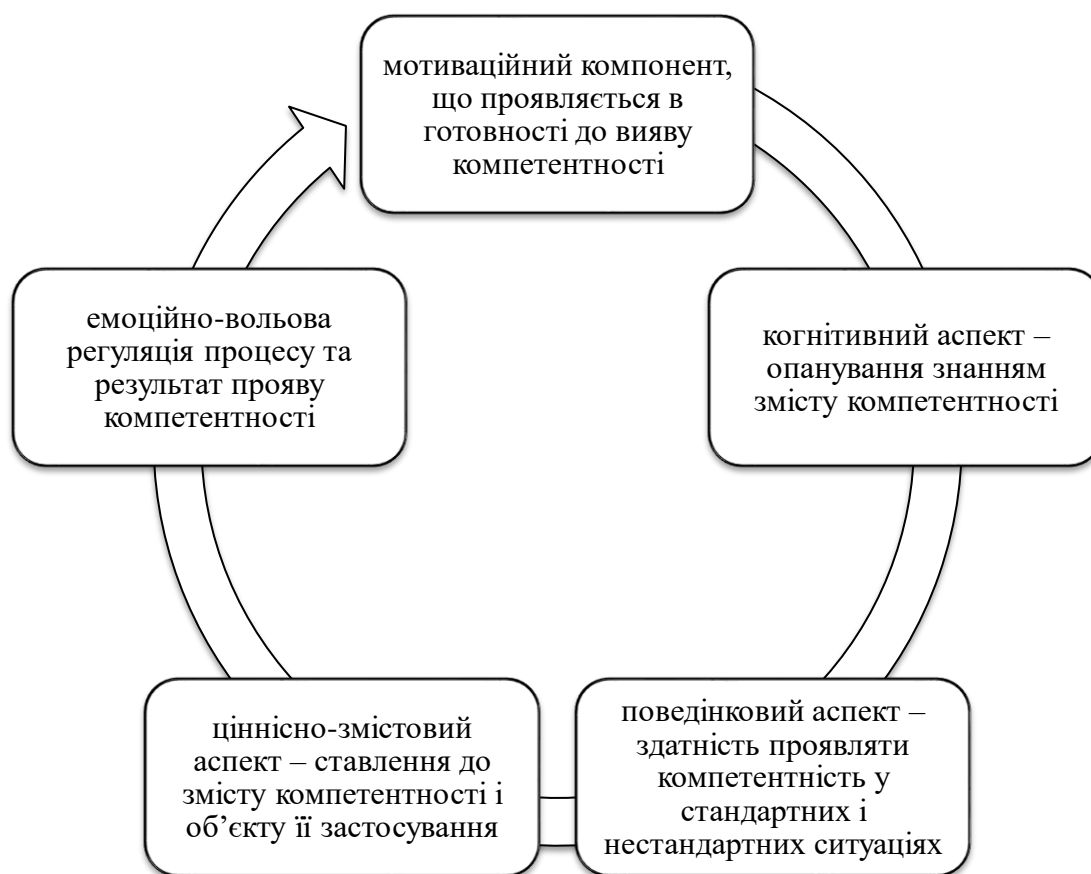 мотиваційний компонент,
що проявляється в
готовності до вияву
компетентності
когнітивний аспект –
опанування знанням
змісту компетентності
поведінковий аспект –
здатність проявляти
компетентність у
стандартних і
нестандартних ситуаціях
ціннісно-змістовий
аспект – ставлення до
змісту компетентності і
об’єкту її застосування
емоційно-вольова
регуляція процесу та
результат прояву
компетентності